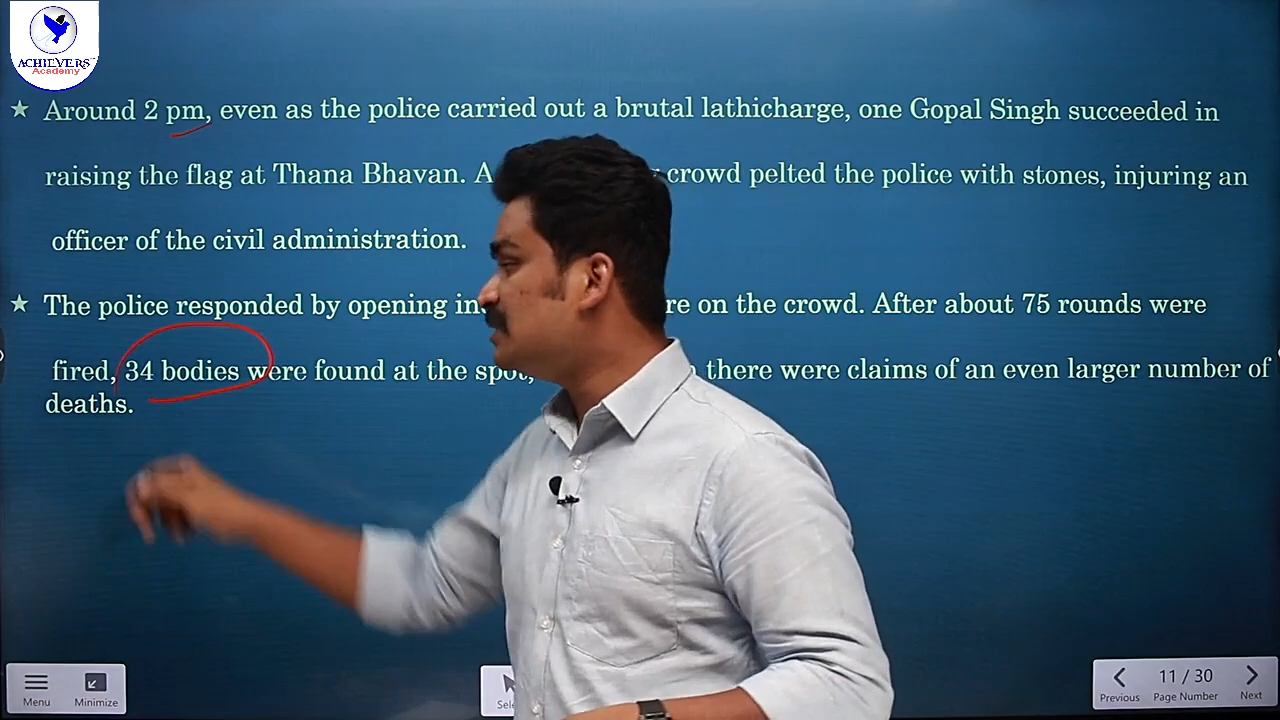 ACHIEVERS
Academy
★ Around 2 pm, even as the police carried out a brutal lathicharge, one Gopal Singh succeeded in
raising the flag at Thana Bhavan. A crowd pelted the police with stones, injuring an
officer of the civil administration.
★ The police responded by opening on the crowd. After about 75 rounds were
fired, 34 bodies were found at the spot, there were claims of an even larger number of
deaths.
Menu
Minimize
11 / 30
Previous
Page Number
Next